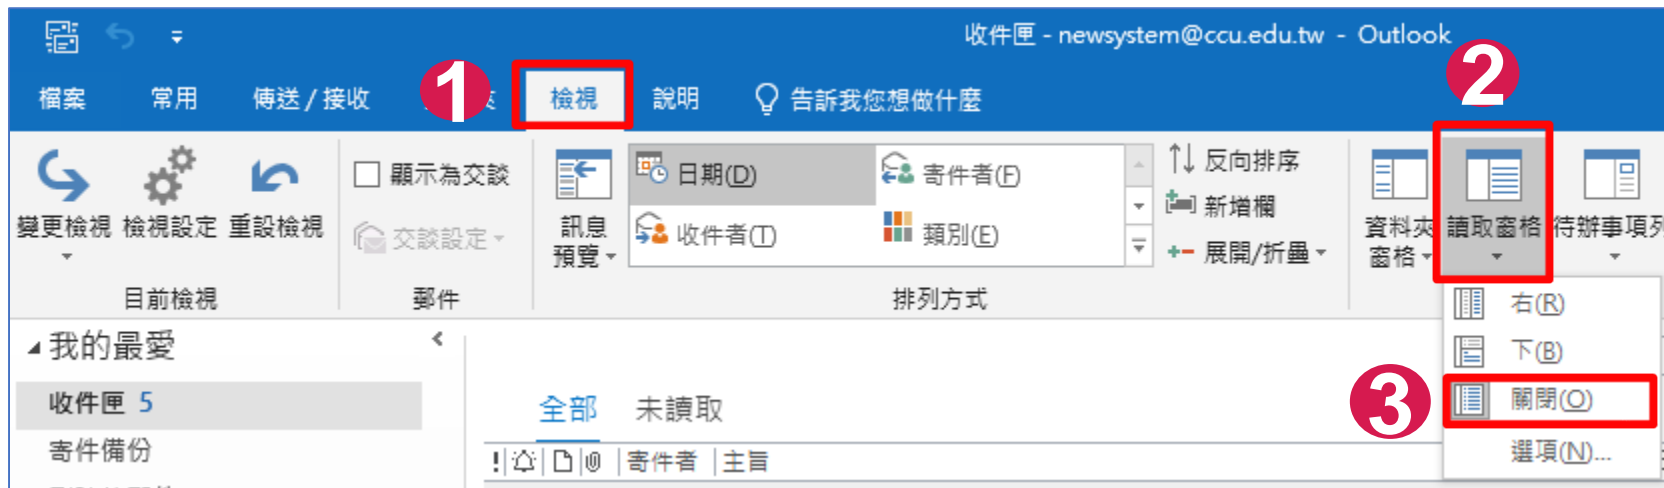 收件匣 - newsystem@ccu.edu.tw - Outlook
檔案 常用 傳送 / 接收 1 檢視 說明 告訴我您想做什麼 2
變更檢視 檢視設定 重設檢視
目前檢視
顯示為交談
交談設定
郵件
訊息
預覽
日期(D) 寄件者(F)
收件者(T) 類別(E)
反向排序
新增欄
展開/折疊
排列方式
資料夾
窗格
讀取窗格
待辦事項列
右(R)
下(B)
3 關閉(O)
選項(N)...
我的最愛
收件匣 5
寄件備份
全部 未讀取
寄件者 主旨